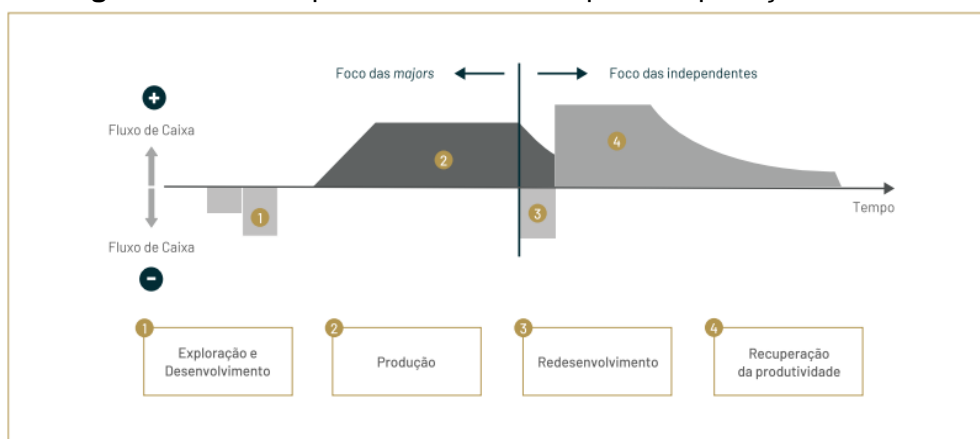 Foco das majors
Foco das independentes
+
Fluxo de Caixa
2
4
1
3
Tempo
Fluxo de Caixa
−
1
Exploração e
Desenvolvimento
2
Produção
3
Redesenvolvimento
4
Recuperação
da produtividade